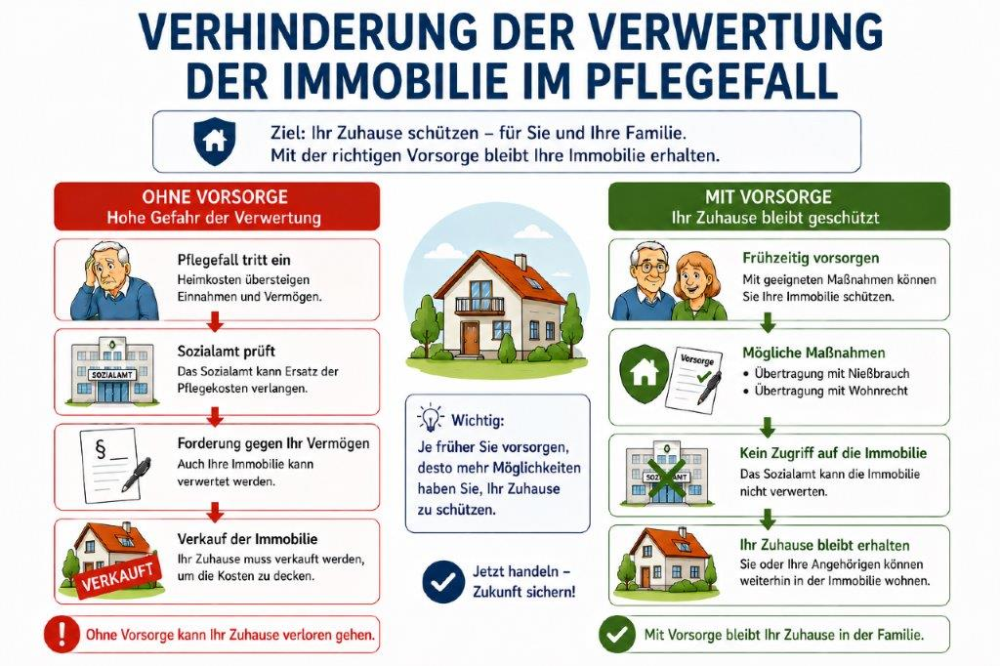 VERHINDERUNG DER VERWERTUNG
DER IMMOBILIE IM PFLEGEFALL
Ziel: Ihr Zuhause schützen – für Sie und Ihre Familie.
Mit der richtigen Vorsorge bleibt Ihre Immobilie erhalten.
OHNE VORSORGE
Hohe Gefahr der Verwertung
Pflegefall tritt ein
Heimkosten übersteigen
Einnahmen und Vermögen.
SOZIALAMT
Sozialamt prüft
Das Sozialamt kann Ersatz der
Pflegekosten verlangen.
§
Forderung gegen Ihr Vermögen
Auch Ihre Immobilie kann
verwertet werden.
VERKAUFT
Verkauf der Immobilie
Ihr Zuhause muss verkauft werden,
um die Kosten zu decken.
! Ohne Vorsorge kann Ihr Zuhause verloren gehen.
Wichtig:
Je früher Sie vorsorgen,
desto mehr Möglichkeiten
haben Sie, Ihr Zuhause
zu schützen.
Jetzt handeln –
Zukunft sichern!
MIT VORSORGE
Ihr Zuhause bleibt geschützt
Frühzeitig vorsorgen
Mit geeigneten Maßnahmen können
Sie Ihre Immobilie schützen.
Vorsorge
Mögliche Maßnahmen
• Übertragung mit Nießbrauch
• Übertragung mit Wohnrecht
Kein Zugriff auf die Immobilie
Das Sozialamt kann die Immobilie
nicht verwerten.
Ihr Zuhause bleibt erhalten
Sie oder Ihre Angehörigen können
weiterhin in der Immobilie wohnen.
Mit Vorsorge bleibt Ihr Zuhause in der Familie.